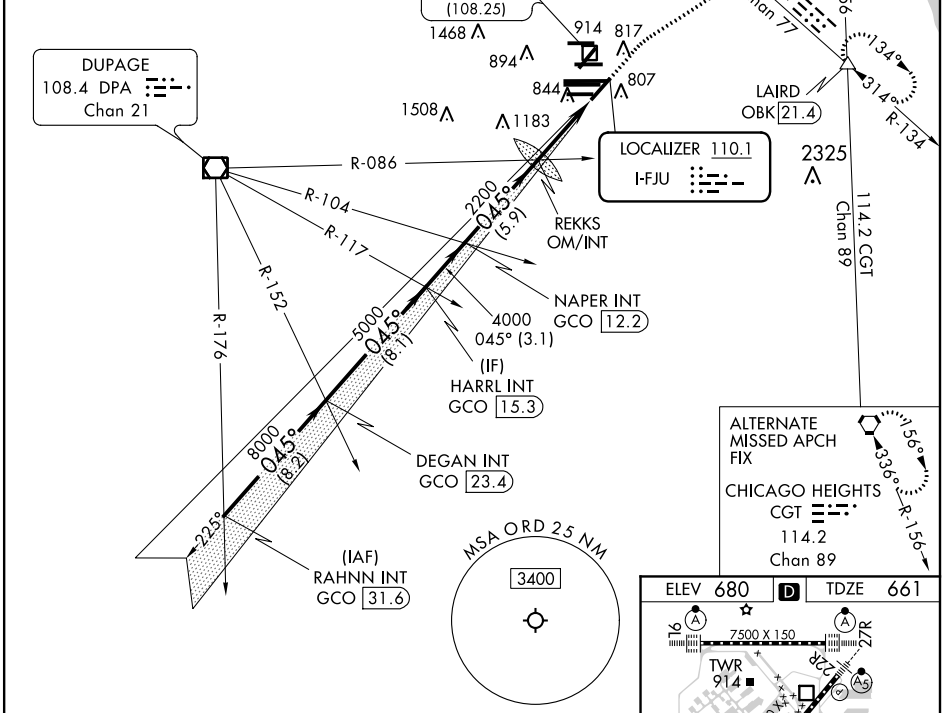 (108.25)
1468
914
817
894
844
807
1508
1183
DUPAGE
108.4 DPA
Chan 21
Chan 77
134°
314°
R-134
LAIRD
OBK 21.4
2325
LOCALIZER 110.1
I-FJU
114.2 CGT
Chan 89
R-086
R-104
R-117
R-152
R-176
2200
045°
(5.9)
REKKS
OM/INT
NAPER INT
GCO 12.2
4000
045° (3.1)
5000
045°
(8.1)
(IF)
HARRL INT
GCO 15.3
8000
045°
(8.2)
DEGAN INT
GCO 23.4
225°
(IAF)
RAHNN INT
GCO 31.6
MSA ORD 25 NM
3400
ALTERNATE
MISSED APCH
FIX
CHICAGO HEIGHTS
CGT
114.2
Chan 89
156°
336°
R-156
ELEV 680
D
TDZE 661
A
A
9L
7500 X 150
27R
22R
TWR
914
A5
P